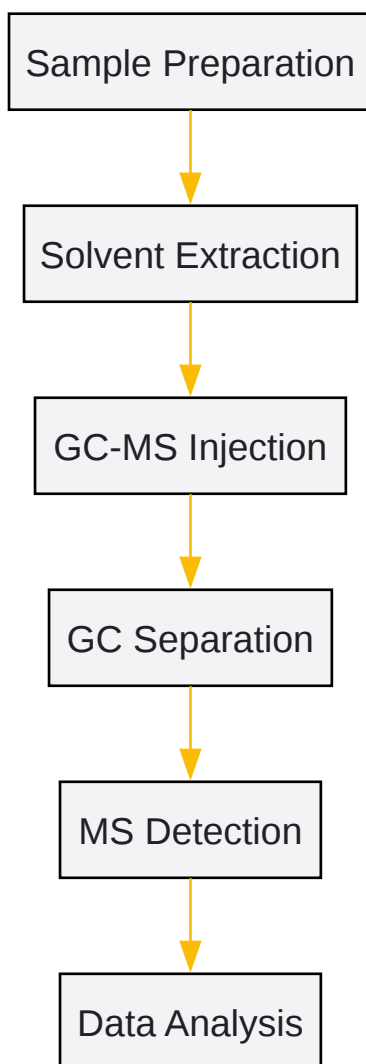 Sample Preparation
Solvent Extraction
GC-MS Injection
GC Separation
MS Detection
Data Analysis